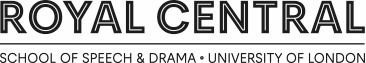 ROYAL CENTRAL
SCHOOL OF SPEECH & DRAMA • UNIVERSITY OF LONDON